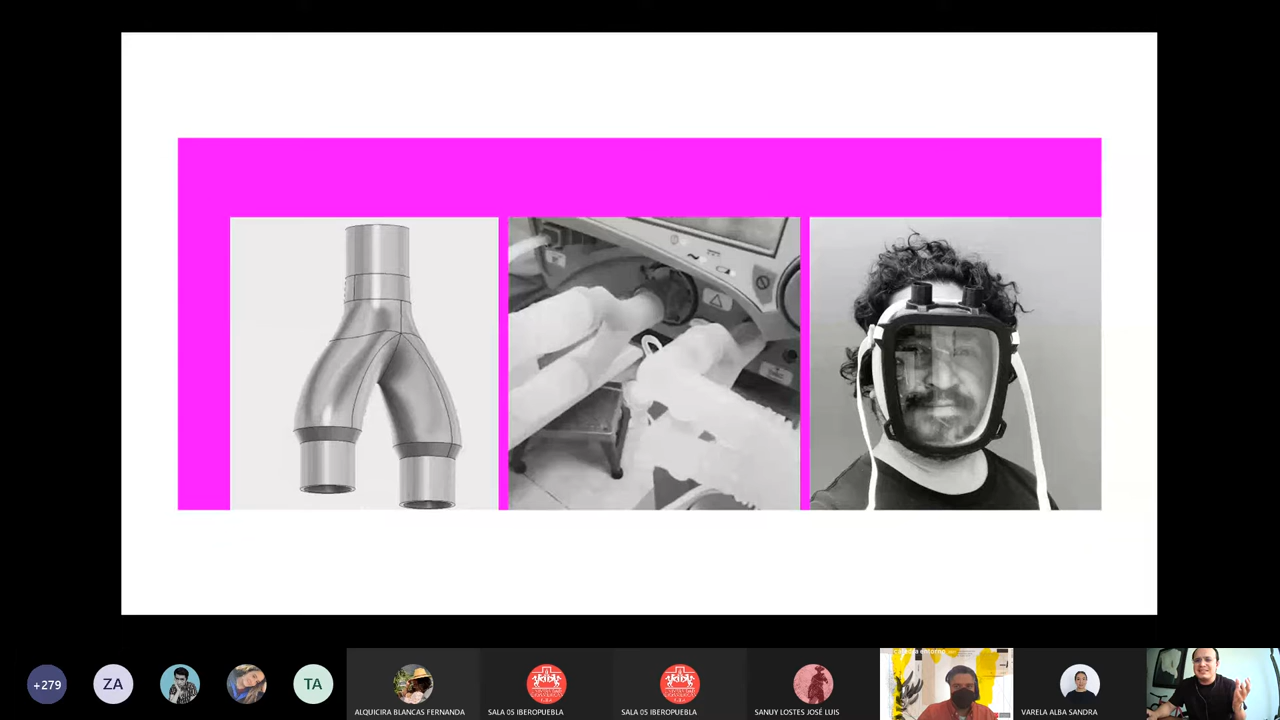 +279
ZA
TA
ALQUICIRA BLANCAS FERNANDA
SALA 05 IBEROPUEBLA
SALA 05 IBEROPUEBLA
SANUY LOSTES JOSÉ LUIS
VARELA ALBA SANDRA